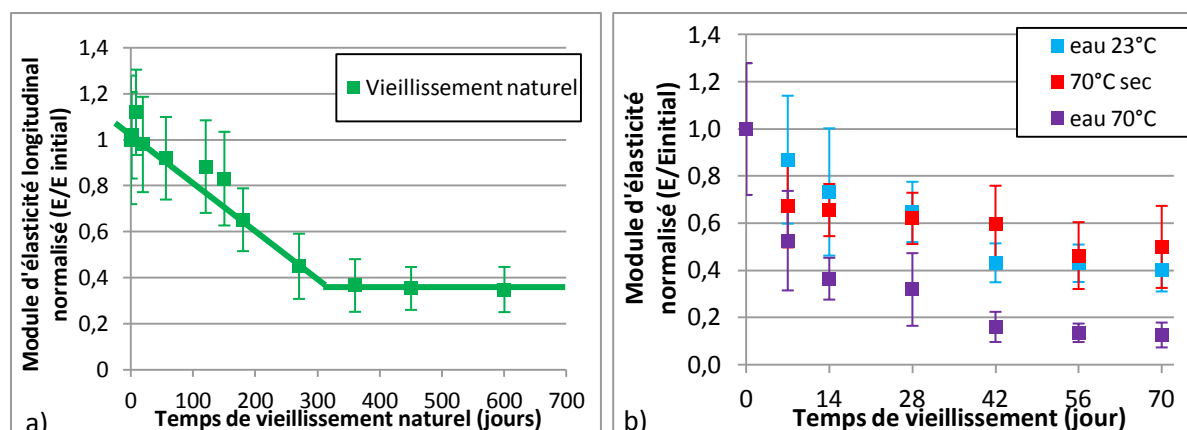 Module d'élasticité longitudinal
normalisé (E/E initial)
1,4
1,2
1
0,8
0,6
0,4
0,2
0
Vieillissement naturel
0 100 200 300 400 500 600 700
Temps de vieillissement naturel (jours)
a)
Module d'élasticité
normalisé (E/Einitial)
1,4
1,2
1,0
0,8
0,6
0,4
0,2
0,0
eau 23°C
70°C sec
eau 70°C
0 14 28 42 56 70
Temps de vieillissement (jour)
b)